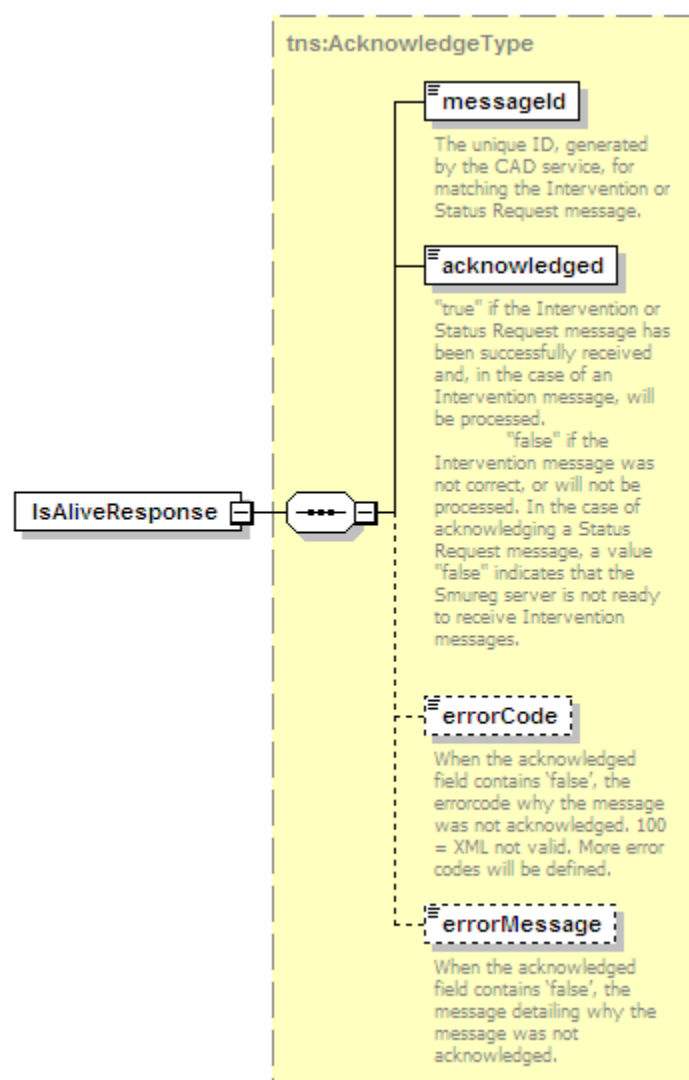 tns:AcknowledgeType
messageId
The unique ID, generated
by the CAD service, for
matching the Intervention or
Status Request message.
acknowledged
"true" if the Intervention or
Status Request message has
been successfully received
and, in the case of an
Intervention message, will
be processed.
"false" if the
Intervention message was
not correct, or will not be
processed. In the case of
acknowledging a Status
Request message, a value
"false" indicates that the
Smureg server is not ready
to receive Intervention
messages.
IsAliveResponse
errorCode
When the acknowledged
field contains ‘false’, the
errorcode why the message
was not acknowledged. 100
= XML not valid. More error
codes will be defined.
errorMessage
When the acknowledged
field contains ‘false’, the
message detailing why the
message was not
acknowledged.